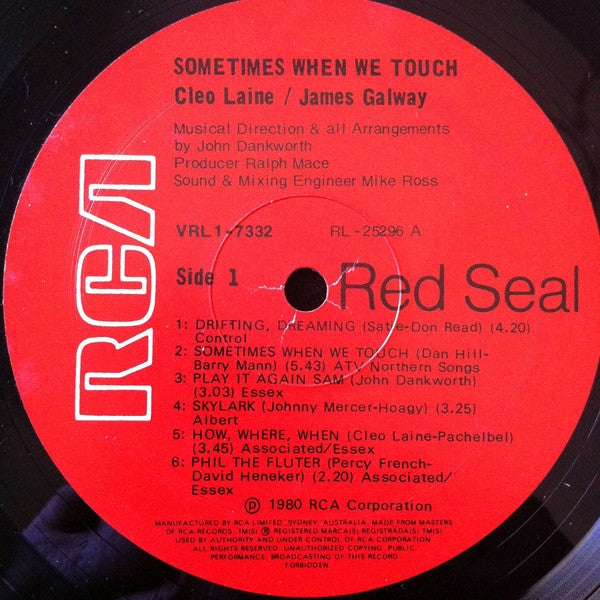 SOMETIMES WHEN WE TOUCH
Cleo Laine / James Galway
Musical Direction & all Arrangements
by John Dankworth
Producer Ralph Mace
Sound & Mixing Engineer Mike Ross
VRL1-7332 RL-25296 A
Side 1
Red Seal
RCA
1: DRIFTING, DREAMING (Satie-Don Read) (4.20)
Control
2: SOMETIMES WHEN WE TOUCH (Dan Hill-
Barry Mann) (5.43) ATV Northern Songs
3: PLAY IT AGAIN SAM (John Dankworth)
(3.03) Essex
4: SKYLARK (Johnny Mercer-Hoagy) (3.25)
Albert
5: HOW, WHERE, WHEN (Cleo Laine-Pachelbel)
(3.45) Associated/Essex
6: PHIL THE FLUTER (Percy French-
David Heneker) (2.20) Associated/
Essex
℗ 1980 RCA Corporation
MANUFACTURED BY RCA LIMITED, SYDNEY, AUSTRALIA. MADE FROM MASTERS
OF RCA RECORDS. TM(S) ® REGISTERED MARCA(S) REGISTRADA(S) TM(S)
USED BY AUTHORITY AND UNDER CONTROL OF RCA CORPORATION
ALL RIGHTS RESERVED. UNAUTHORIZED COPYING, PUBLIC
PERFORMANCE, BROADCASTING OF THIS RECORD
FORBIDDEN.